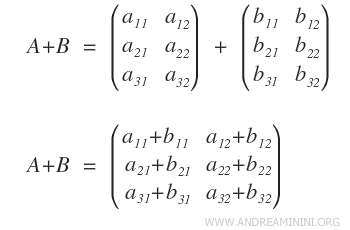 A+B = ( a11 a12 ) + ( b11 b12 )
( a21 a22 ) ( b21 b22 )
( a31 a32 ) ( b31 b32 )
A+B = ( a11+b11 a12+b12 )
( a21+b21 a22+b22 )
( a31+b31 a32+b32 )
WWW.ANDREAMININI.ORG